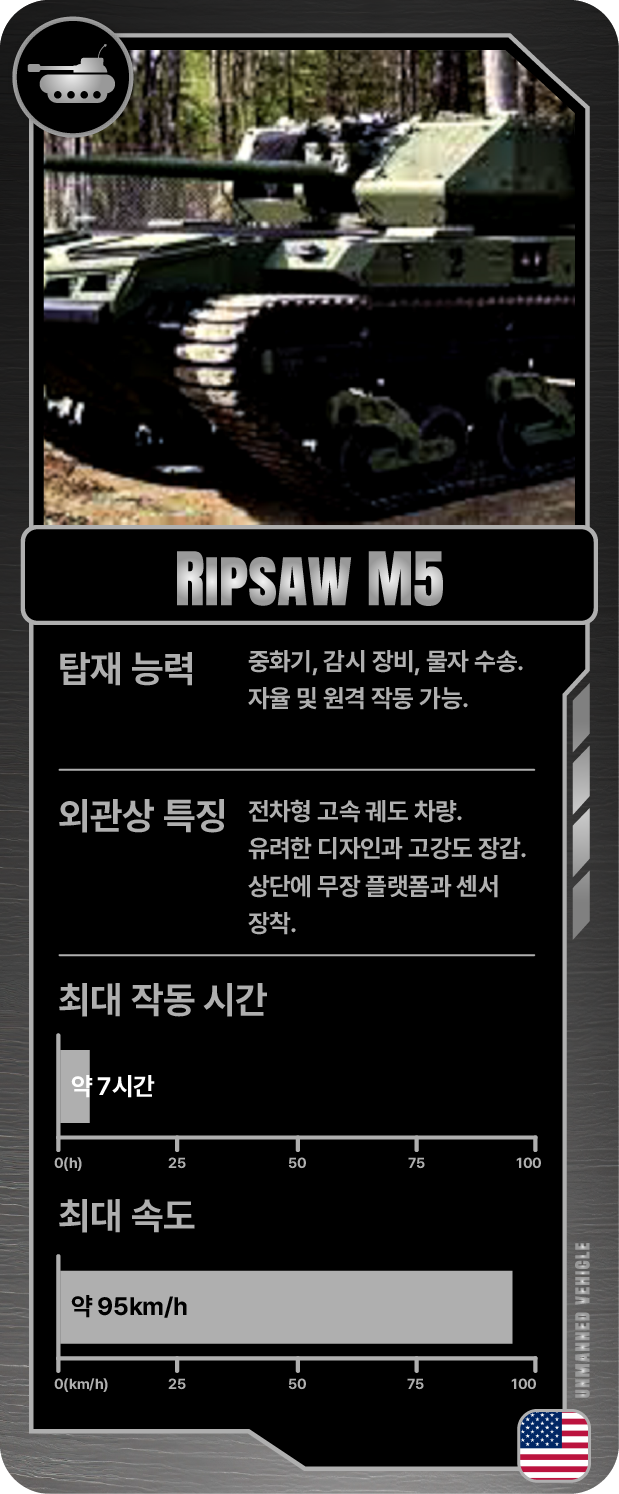 RIPSAW M5
탑재 능력
중화기, 감시 장비, 물자 수송.
자율 및 원격 작동 가능.
외관상 특징
전차형 고속 궤도 차량.
유려한 디자인과 고강도 장갑.
상단에 무장 플랫폼과 센서
장착.
최대 작동 시간
약 7시간
0(h) 25 50 75 100
최대 속도
약 95km/h
0(km/h) 25 50 75 100
UNMANNED VEHICLE